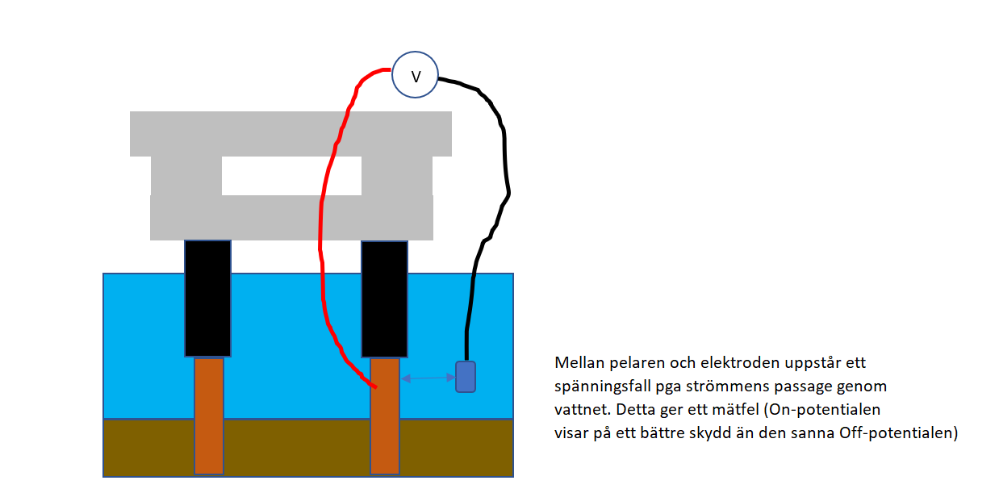 V
Mellan pelaren och elektroden uppstår ett
spänningsfall pga strömmens passage genom
vattnet. Detta ger ett mätfel (On-potentialen
visar på ett bättre skydd än den sanna Off-potentialen)